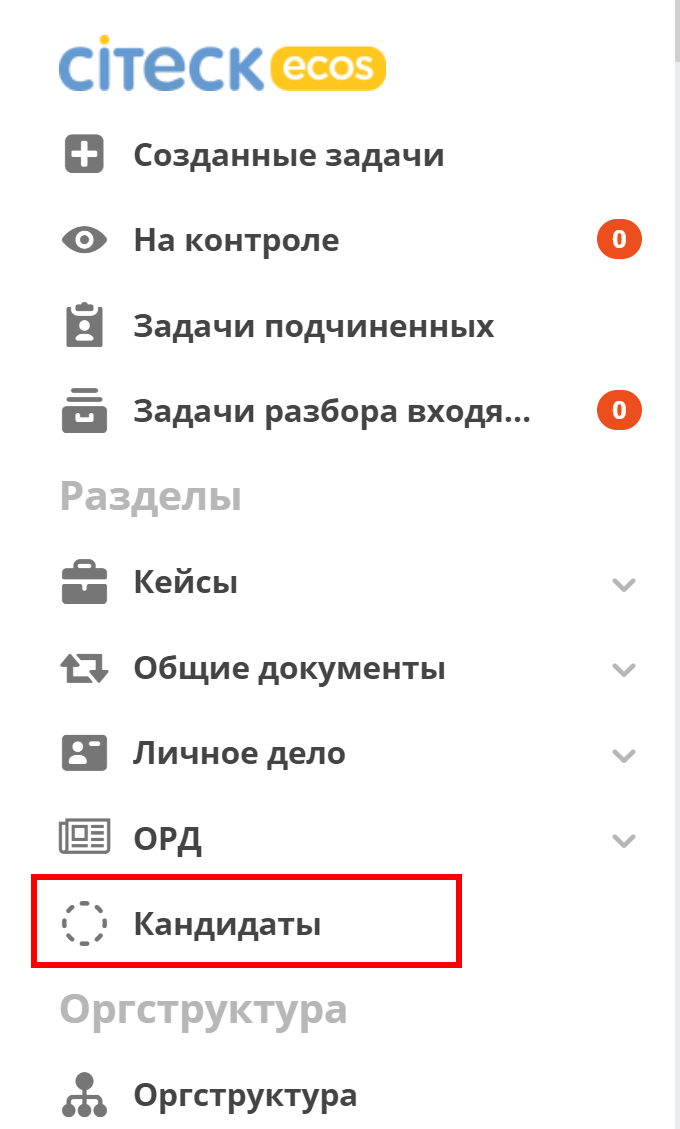 citeck ecos
Созданные задачи
На контроле 0
Задачи подчиненных
Задачи разбора входя... 0
Разделы
Кейсы
Общие документы
Личное дело
ОРД
Кандидаты
Оргструктура
Оргструктура